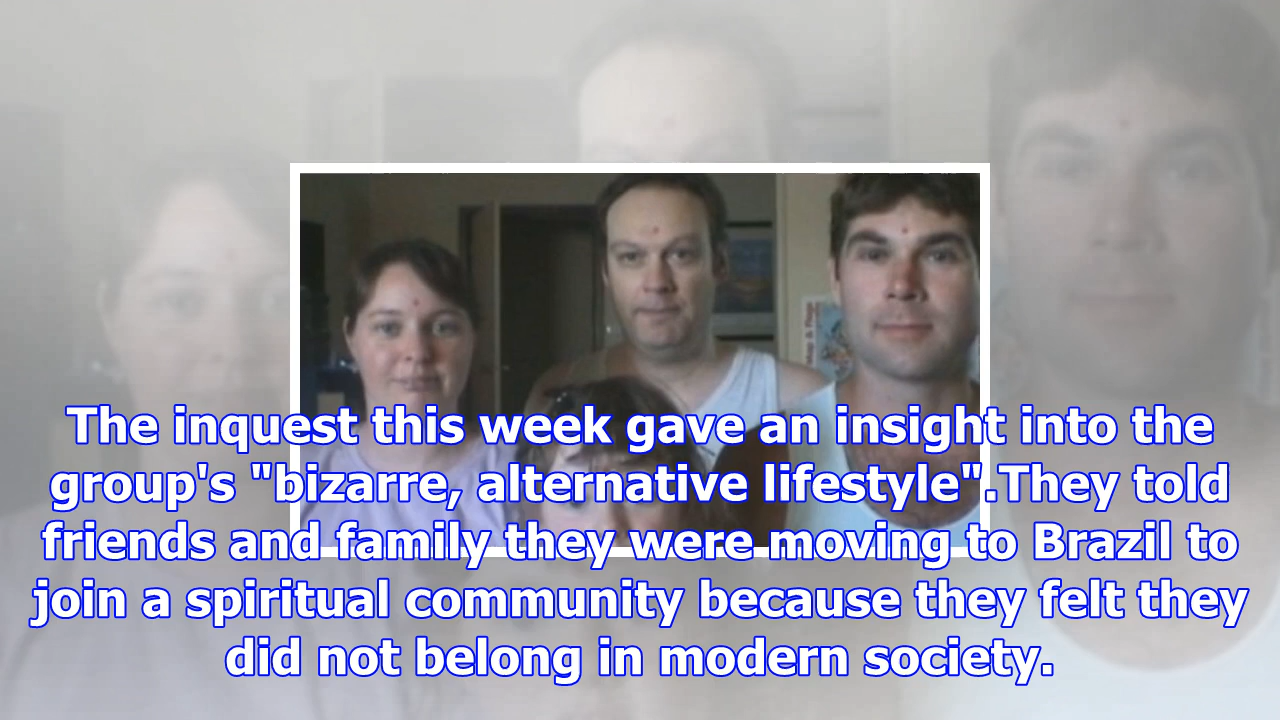 The inquest this week gave an insight into the
group's "bizarre, alternative lifestyle".They told
friends and family they were moving to Brazil to
join a spiritual community because they felt they
did not belong in modern society.